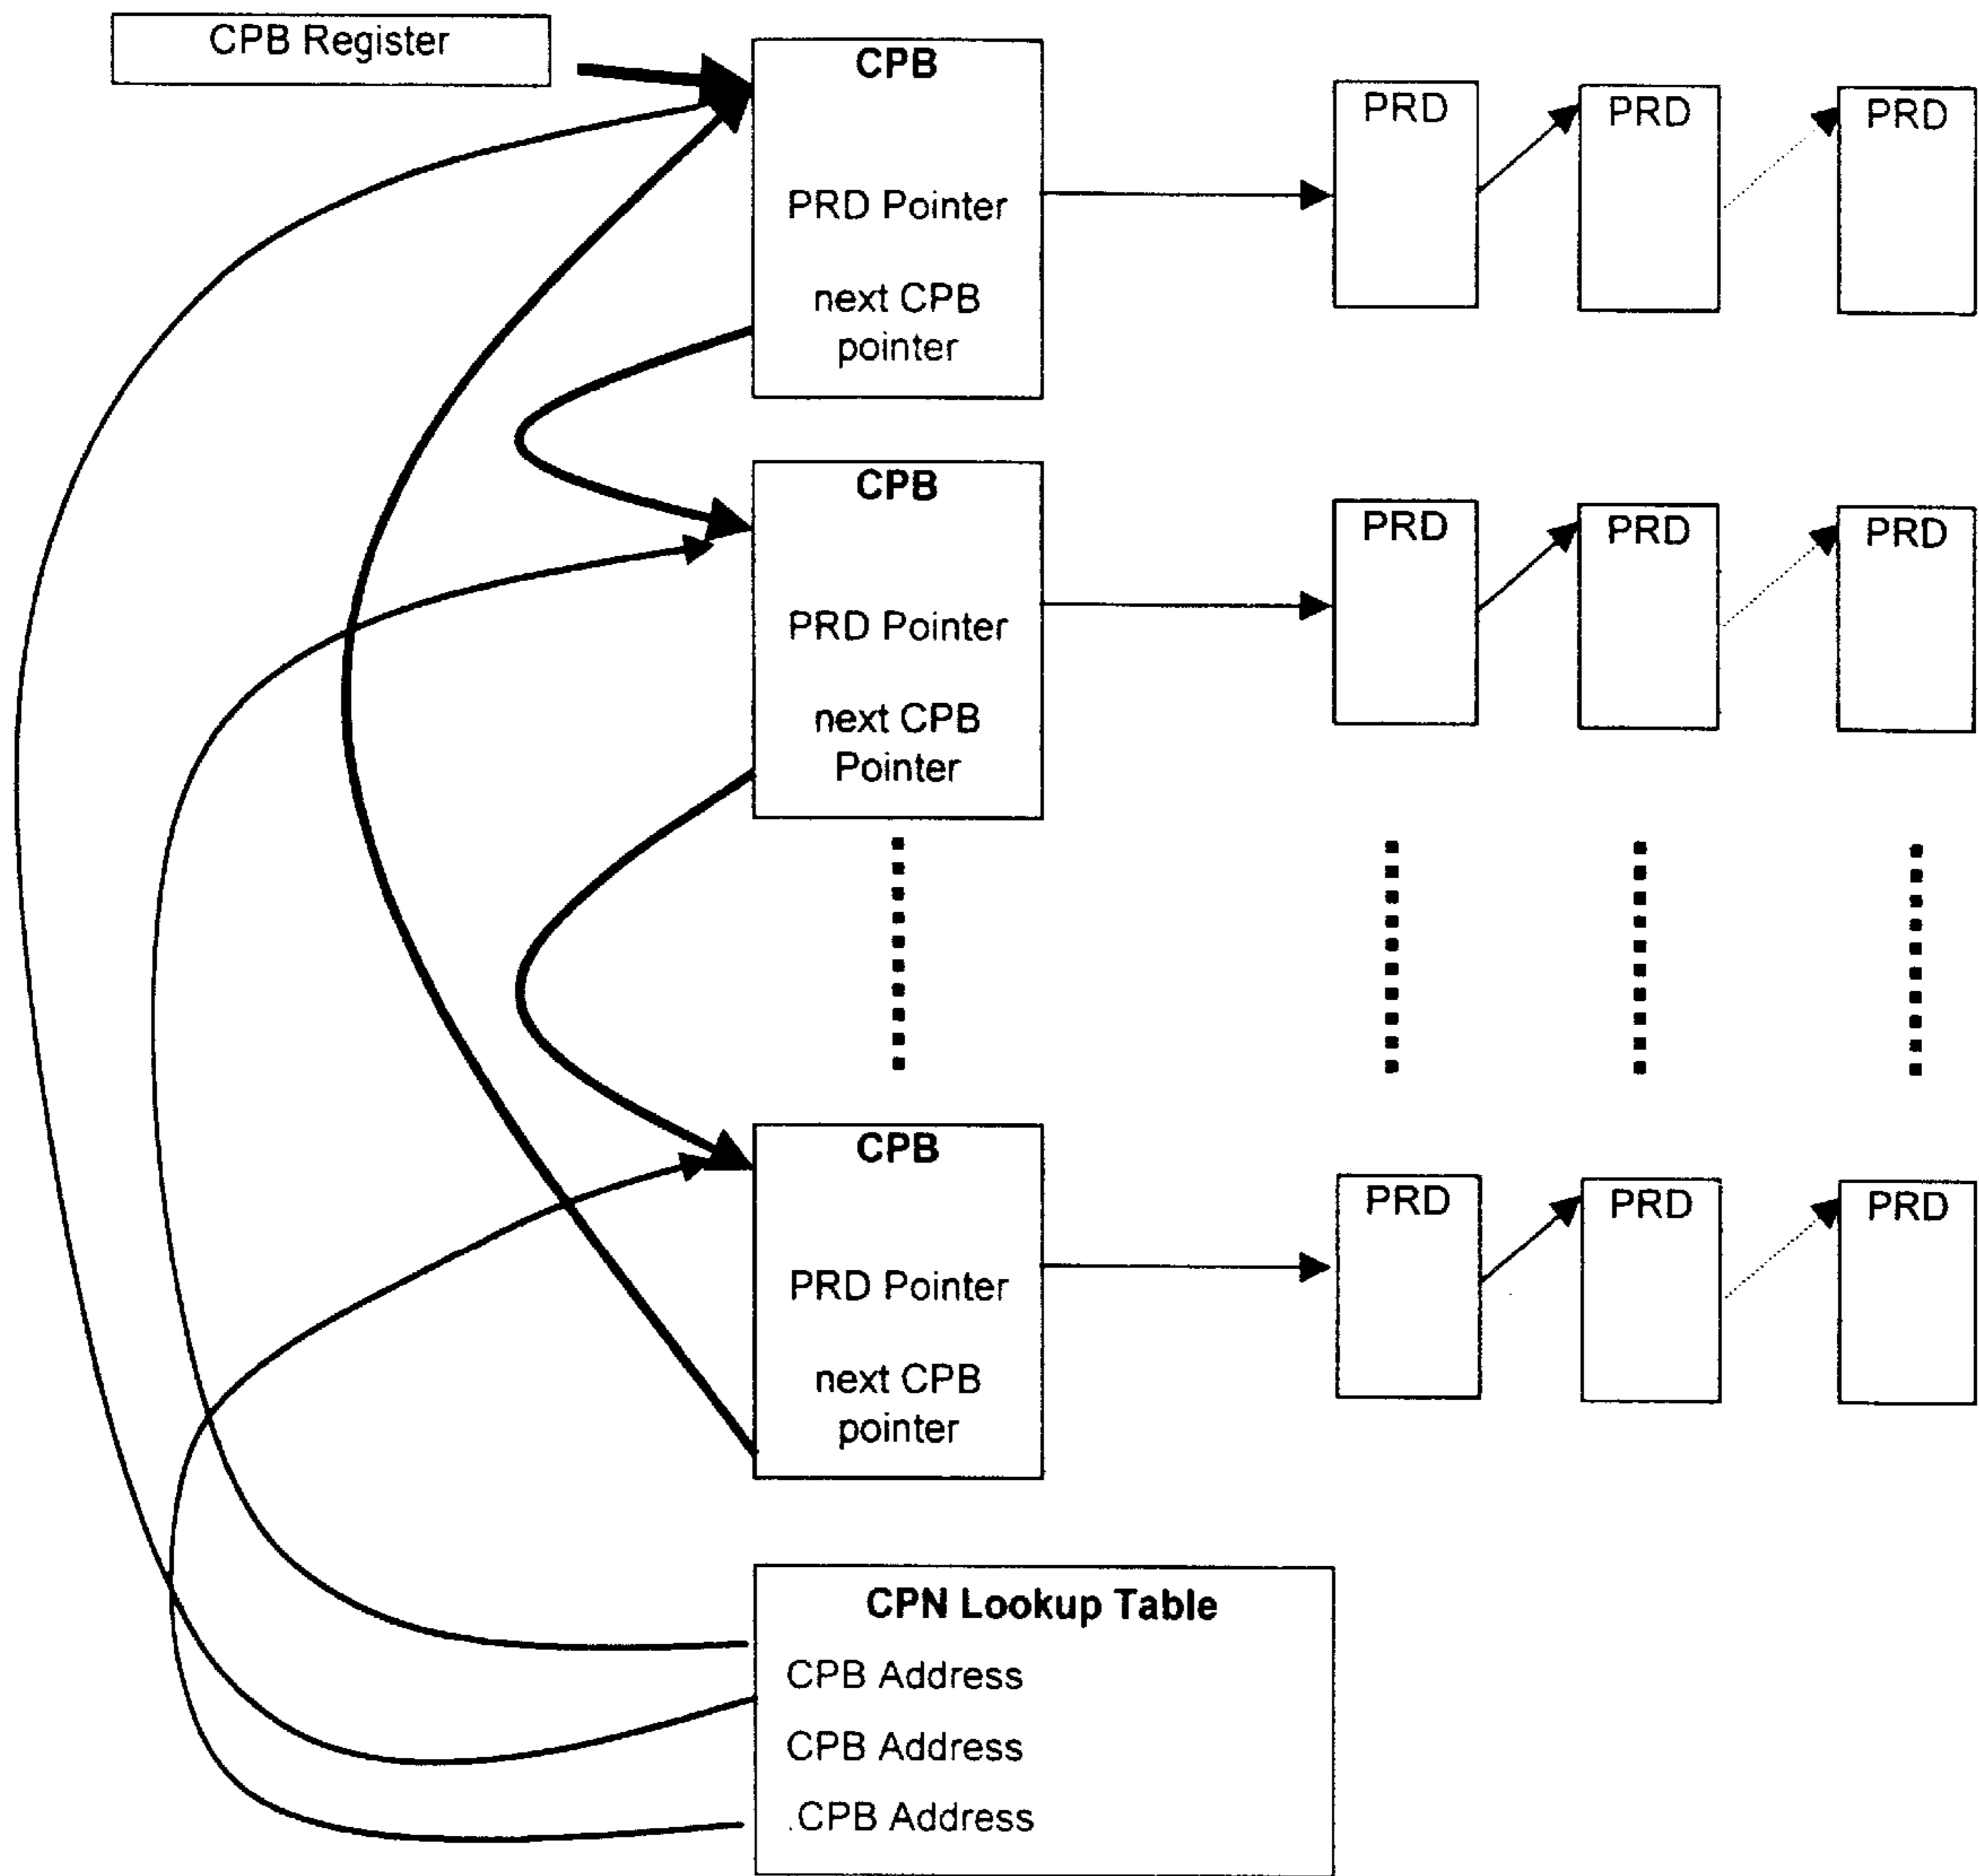 CPB Register
CPB
PRD Pointer
next CPB
pointer
PRD
PRD
PRD
CPB
PRD Pointer
next CPB
Pointer
PRD
PRD
PRD
CPB
PRD Pointer
next CPB
pointer
PRD
PRD
PRD
CPN Lookup Table
CPB Address
CPB Address
.CPB Address